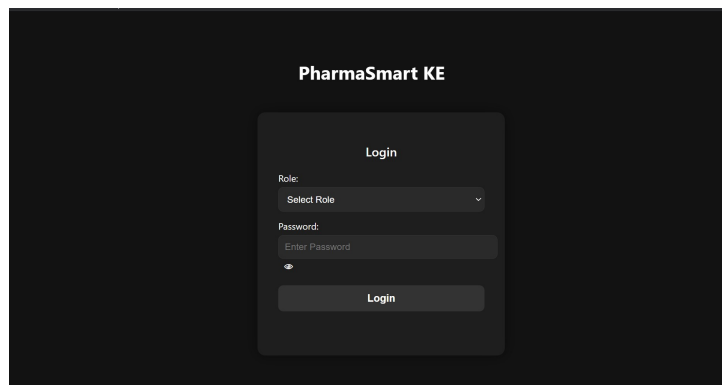 PharmaSmart KE
Login
Role:
Select Role
Password:
Enter Password
Login